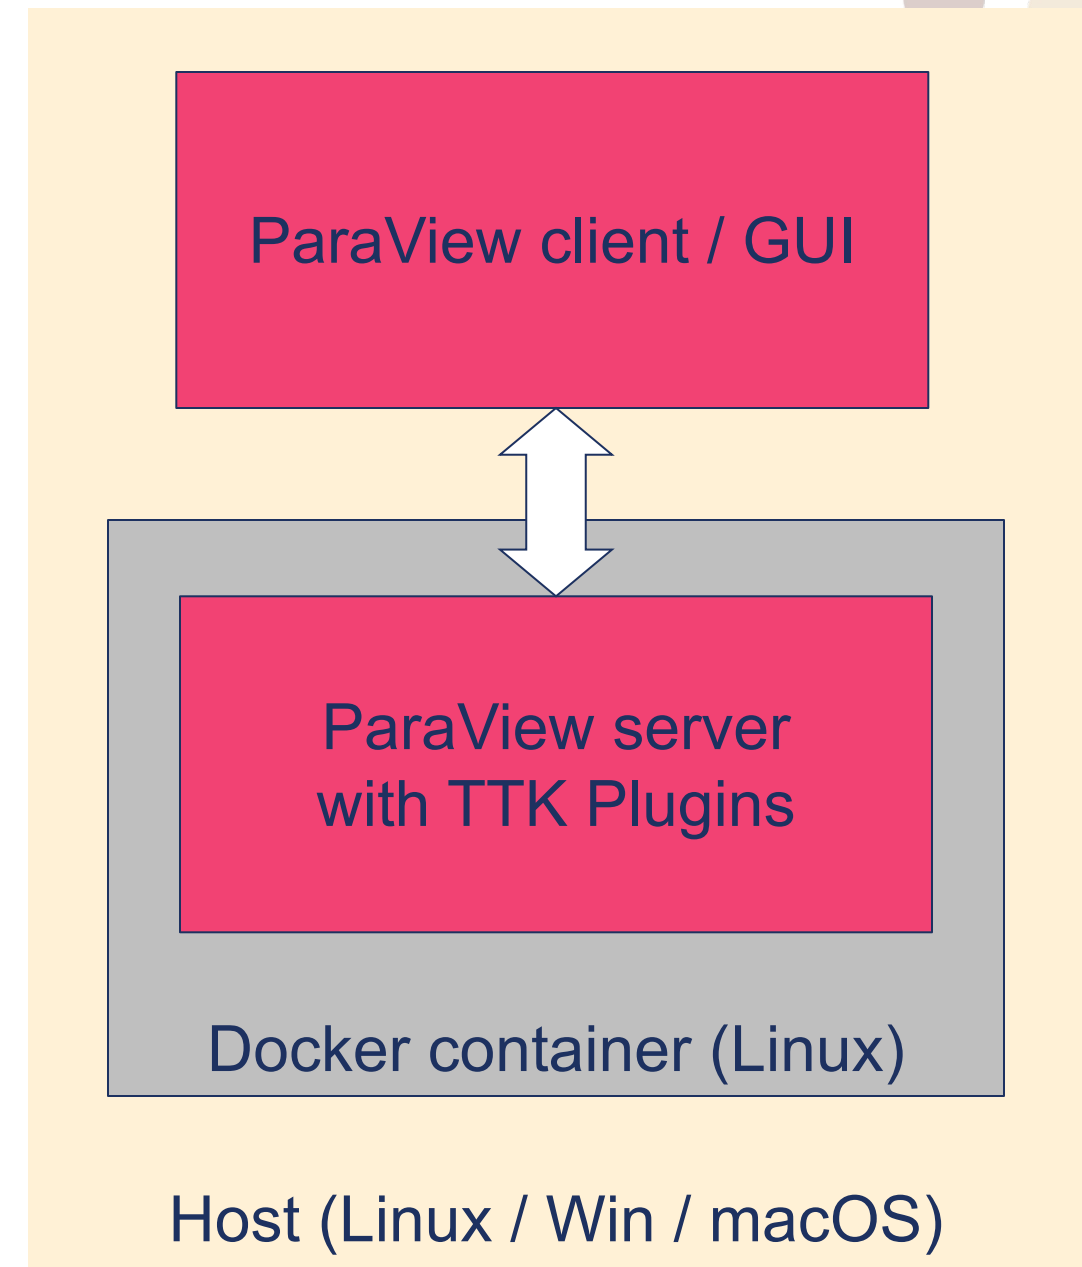 ParaView client / GUI
ParaView server
with TTK Plugins
Docker container (Linux)
Host (Linux / Win / macOS)